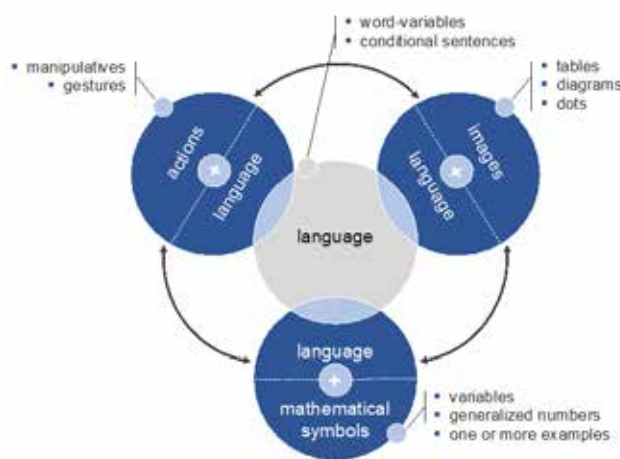 ▪ word-variables
▪ conditional sentences
▪ manipulatives
▪ gestures
▪ tables
▪ diagrams
▪ dots
actions
+
language
images
+
language
language
language
+
mathematical
symbols
▪ variables
▪ generalized numbers
▪ one or more examples